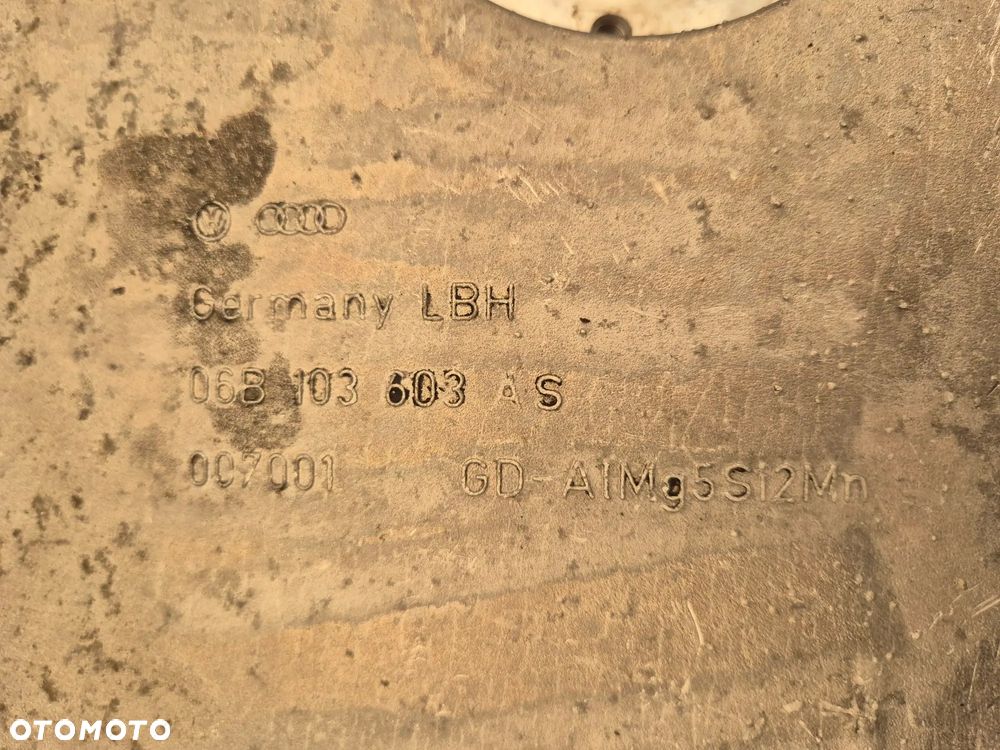 Germany LBH
06B 103 603 AS
007001 GD-AlMg5Si2Mn
OTOMOTO